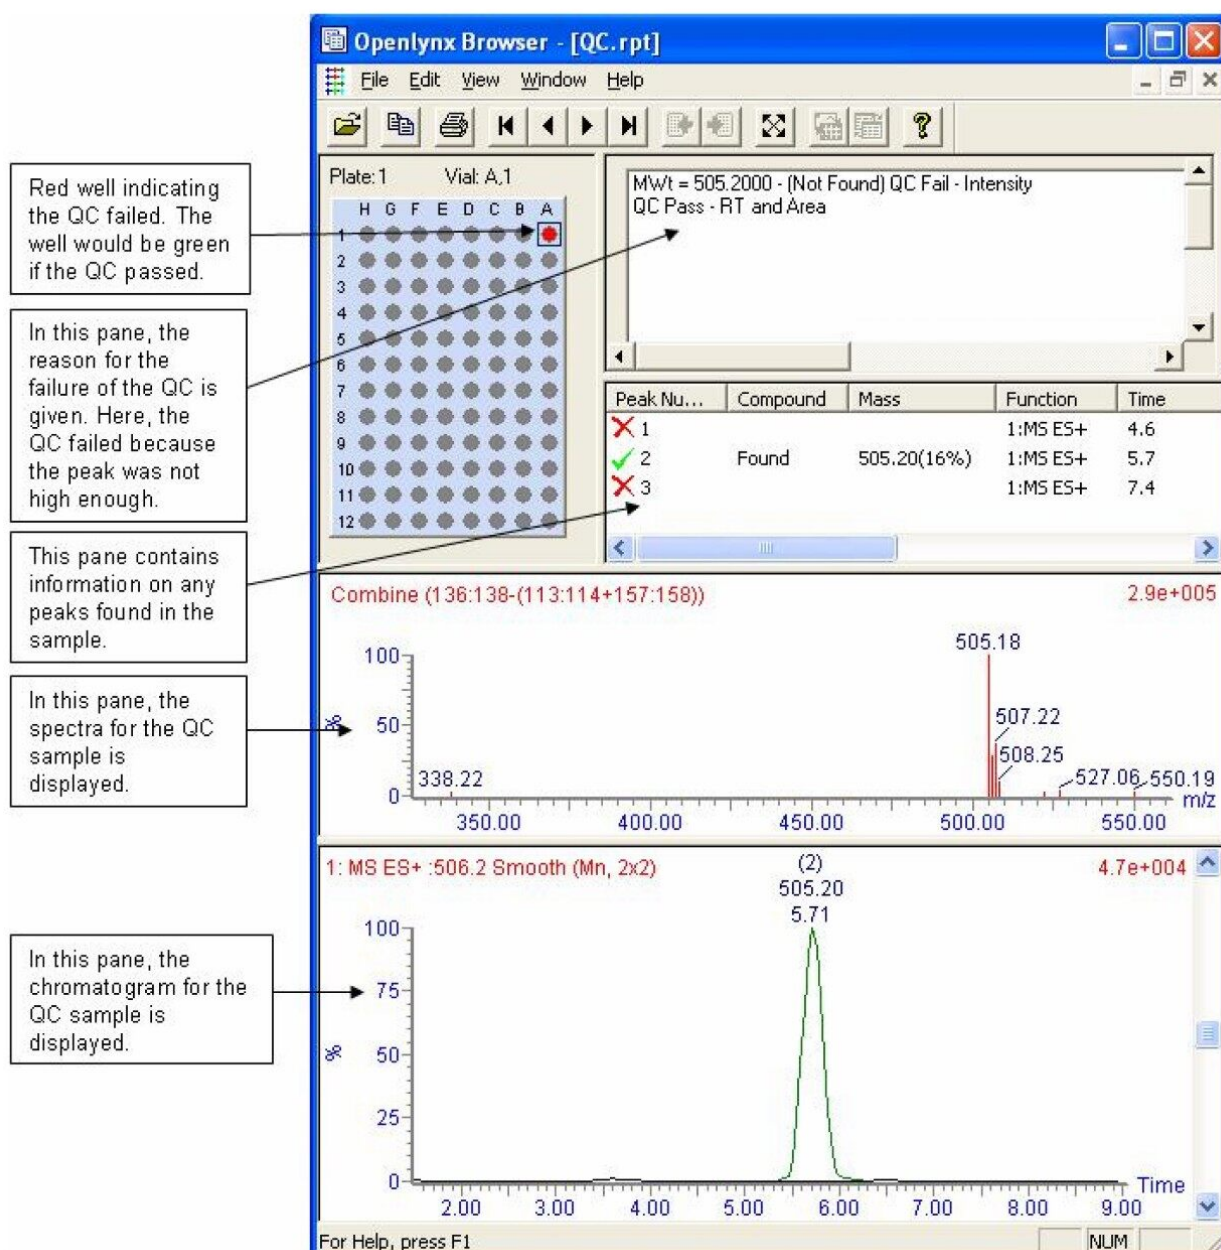 Openlynx Browser - [QC.rpt]
File Edit View Window Help
Red well indicating
the QC failed. The
well would be green
if the QC passed.
In this pane, the
reason for the
failure of the QC is
given. Here, the
QC failed because
the peak was not
high enough.
This pane contains
information on any
peaks found in the
sample.
In this pane, the
spectra for the QC
sample is
displayed.
In this pane, the
chromatogram for the
QC sample is
displayed.
Plate:1 Vial: A,1
H G F E D C B A
1
2
3
4
5
6
7
8
9
10
11
12
MWt = 505.2000 - (Not Found) QC Fail - Intensity
QC Pass - RT and Area
Peak Nu... Compound Mass Function Time
1 1:MS ES+ 4.6
2 Found 505.20(16%) 1:MS ES+ 5.7
3 1:MS ES+ 7.4
Combine (136:138-(113:114+157:158)) 2.9e+005
100
%
50
0
505.18
507.22
508.25
338.22
527.06
550.19
m/z
350.00 400.00 450.00 500.00 550.00
1: MS ES+ :506.2 Smooth (Mn, 2x2) 4.7e+004
(2)
505.20
5.71
100
75
%
50
25
0
Time
2.00 3.00 4.00 5.00 6.00 7.00 8.00 9.00
For Help, press F1 NUM